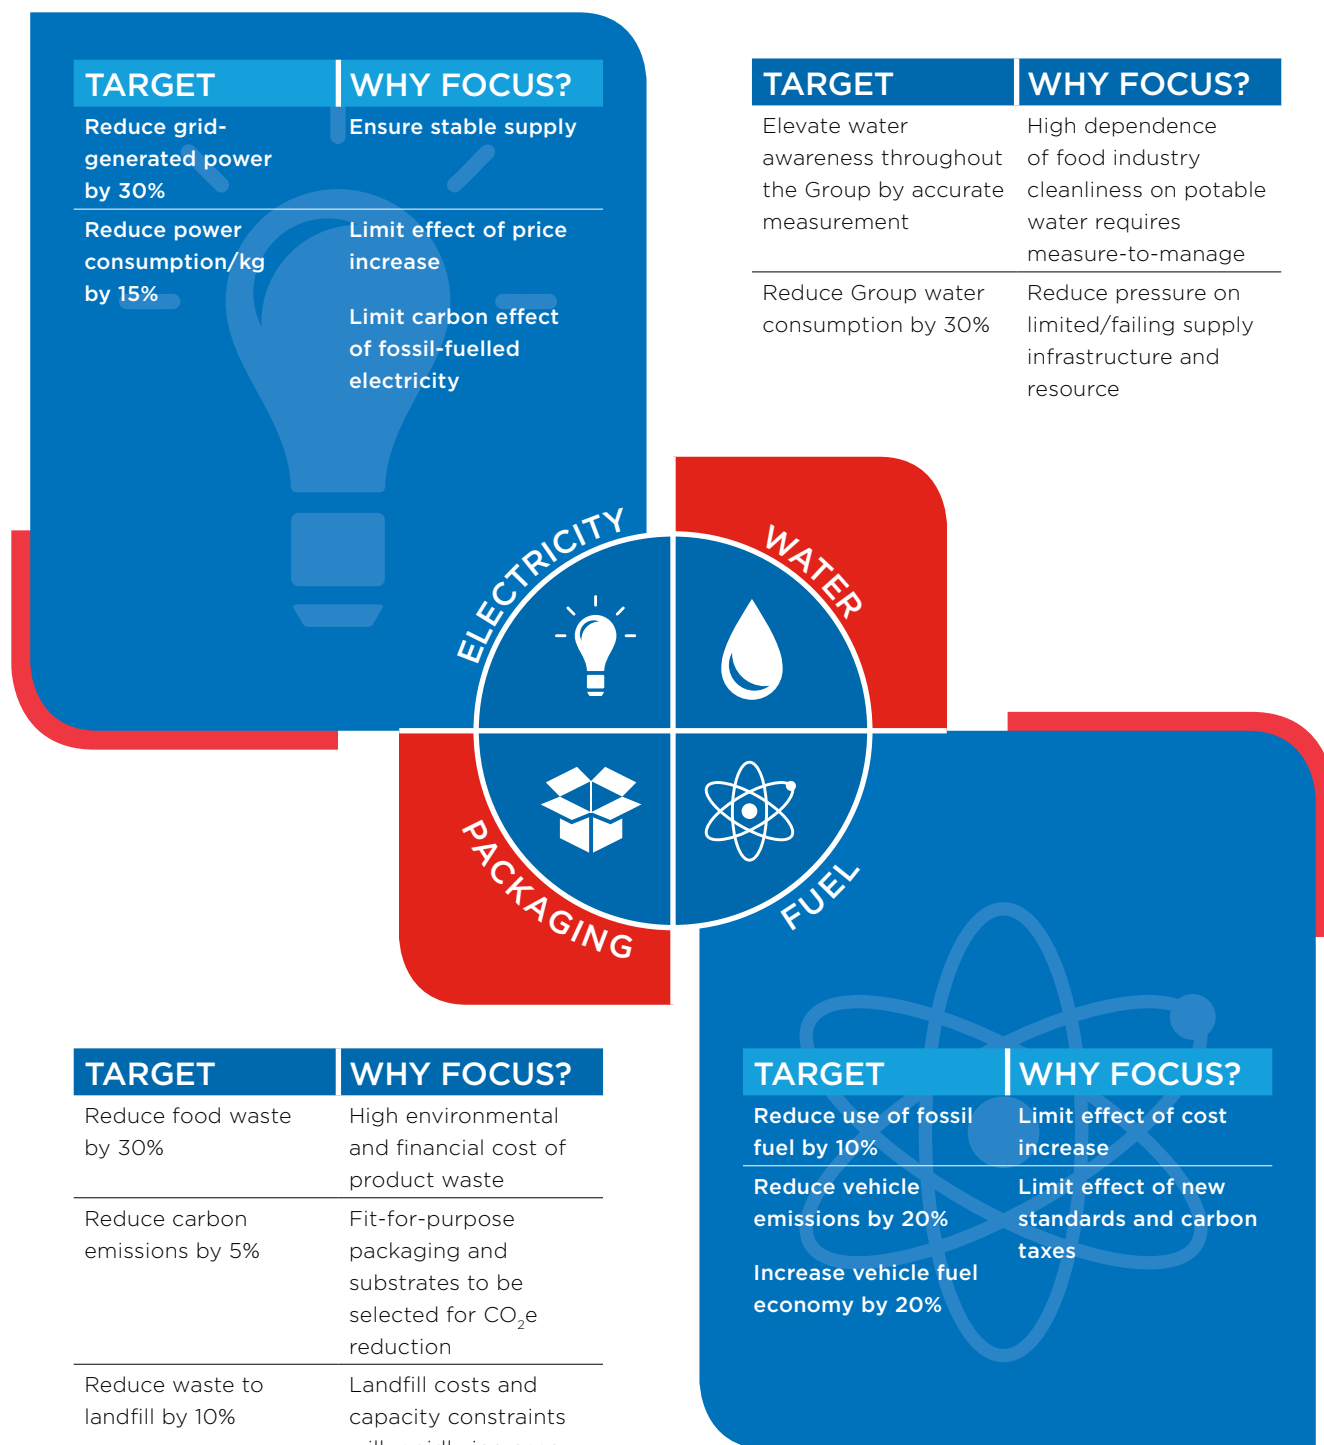 TARGET
WHY FOCUS?
Reduce grid-
generated power
by 30%
Ensure stable supply
Reduce power
consumption/kg
by 15%
Limit effect of price
increase
Limit carbon effect
of fossil-fuelled
electricity
TARGET
WHY FOCUS?
Elevate water
awareness throughout
the Group by accurate
measurement
High dependence
of food industry
cleanliness on potable
water requires
measure-to-manage
Reduce Group water
consumption by 30%
Reduce pressure on
limited/failing supply
infrastructure and
resource
ELECTRICITY
WATER
PACKAGING
FUEL
TARGET
WHY FOCUS?
Reduce food waste
by 30%
High environmental
and financial cost of
product waste
Reduce carbon
emissions by 5%
Fit-for-purpose
packaging and
substrates to be
selected for CO₂e
reduction
Reduce waste to
landfill by 10%
Landfill costs and
capacity constraints
TARGET
WHY FOCUS?
Reduce use of fossil
fuel by 10%
Limit effect of cost
increase
Reduce vehicle
emissions by 20%
Increase vehicle fuel
economy by 20%
Limit effect of new
standards and carbon
taxes